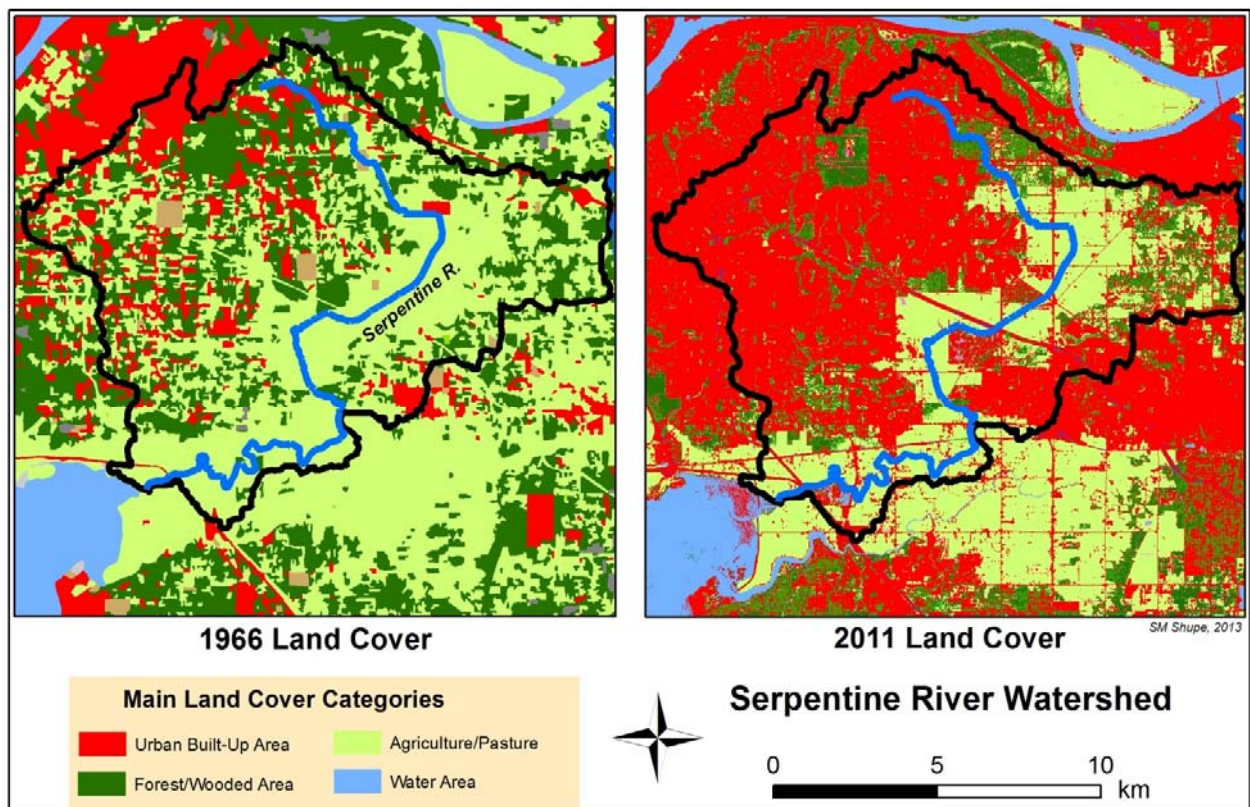 Serpentine R.
1966 Land Cover
2011 Land Cover
SM Shupe, 2013
Main Land Cover Categories
Urban Built-Up Area
Agriculture/Pasture
Forest/Wooded Area
Water Area
Serpentine River Watershed
0 5 10
km